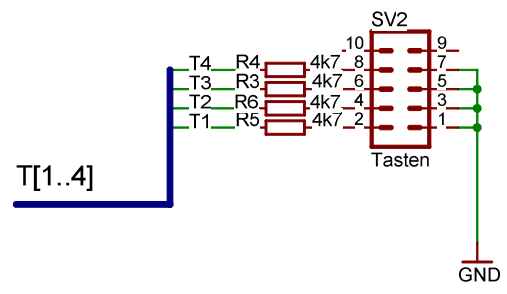 SV2
10 9
T4 R4 4k7 8 7
T3 R3 4k7 6 5
T2 R6 4k7 4 3
T1 R5 4k7 2 1
Tasten
T[1..4]
GND